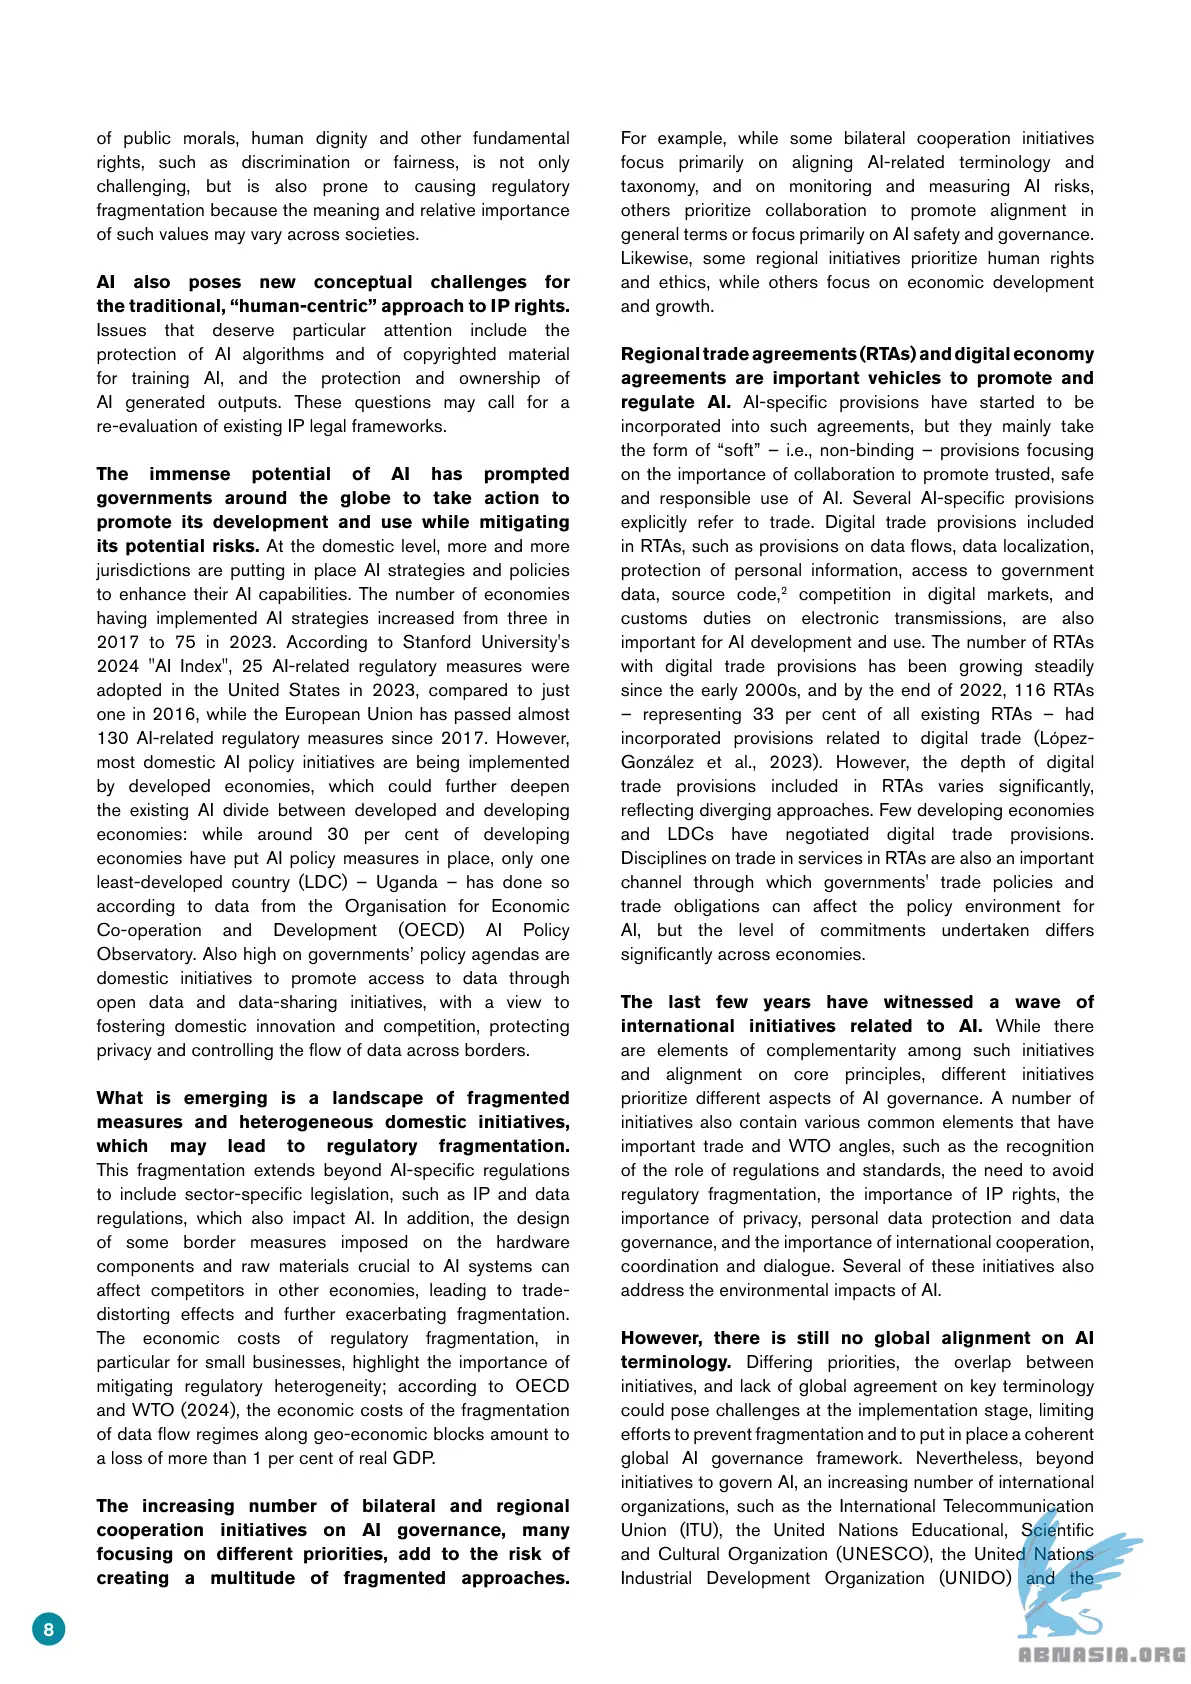 of public morals, human dignity and other fundamental
rights, such as discrimination or fairness, is not only
challenging, but is also prone to causing regulatory
fragmentation because the meaning and relative importance
of such values may vary across societies.
AI also poses new conceptual challenges for
the traditional, “human-centric” approach to IP rights.
Issues that deserve particular attention include the
protection of AI algorithms and of copyrighted material
for training AI, and the protection and ownership of
AI generated outputs. These questions may call for a
re-evaluation of existing IP legal frameworks.
The immense potential of AI has prompted
governments around the globe to take action to
promote its development and use while mitigating
its potential risks. At the domestic level, more and more
jurisdictions are putting in place AI strategies and policies
to enhance their AI capabilities. The number of economies
having implemented AI strategies increased from three in
2017 to 75 in 2023. According to Stanford University's
2024 "AI Index", 25 AI-related regulatory measures were
adopted in the United States in 2023, compared to just
one in 2016, while the European Union has passed almost
130 AI-related regulatory measures since 2017. However,
most domestic AI policy initiatives are being implemented
by developed economies, which could further deepen
the existing AI divide between developed and developing
economies: while around 30 per cent of developing
economies have put AI policy measures in place, only one
least-developed country (LDC) – Uganda – has done so
according to data from the Organisation for Economic
Co-operation and Development (OECD) AI Policy
Observatory. Also high on governments’ policy agendas are
domestic initiatives to promote access to data through
open data and data-sharing initiatives, with a view to
fostering domestic innovation and competition, protecting
privacy and controlling the flow of data across borders.
What is emerging is a landscape of fragmented
measures and heterogeneous domestic initiatives,
which may lead to regulatory fragmentation.
This fragmentation extends beyond AI-specific regulations
to include sector-specific legislation, such as IP and data
regulations, which also impact AI. In addition, the design
of some border measures imposed on the hardware
components and raw materials crucial to AI systems can
affect competitors in other economies, leading to trade-
distorting effects and further exacerbating fragmentation.
The economic costs of regulatory fragmentation, in
particular for small businesses, highlight the importance of
mitigating regulatory heterogeneity; according to OECD
and WTO (2024), the economic costs of the fragmentation
of data flow regimes along geo-economic blocks amount to
a loss of more than 1 per cent of real GDP.
The increasing number of bilateral and regional
cooperation initiatives on AI governance, many
focusing on different priorities, add to the risk of
creating a multitude of fragmented approaches.
For example, while some bilateral cooperation initiatives
focus primarily on aligning AI-related terminology and
taxonomy, and on monitoring and measuring AI risks,
others prioritize collaboration to promote alignment in
general terms or focus primarily on AI safety and governance.
Likewise, some regional initiatives prioritize human rights
and ethics, while others focus on economic development
and growth.
Regional trade agreements (RTAs) and digital economy
agreements are important vehicles to promote and
regulate AI. AI-specific provisions have started to be
incorporated into such agreements, but they mainly take
the form of “soft” – i.e., non-binding – provisions focusing
on the importance of collaboration to promote trusted, safe
and responsible use of AI. Several AI-specific provisions
explicitly refer to trade. Digital trade provisions included
in RTAs, such as provisions on data flows, data localization,
protection of personal information, access to government
data, source code,² competition in digital markets, and
customs duties on electronic transmissions, are also
important for AI development and use. The number of RTAs
with digital trade provisions has been growing steadily
since the early 2000s, and by the end of 2022, 116 RTAs
– representing 33 per cent of all existing RTAs – had
incorporated provisions related to digital trade (López-
González et al., 2023). However, the depth of digital
trade provisions included in RTAs varies significantly,
reflecting diverging approaches. Few developing economies
and LDCs have negotiated digital trade provisions.
Disciplines on trade in services in RTAs are also an important
channel through which governments' trade policies and
trade obligations can affect the policy environment for
AI, but the level of commitments undertaken differs
significantly across economies.
The last few years have witnessed a wave of
international initiatives related to AI. While there
are elements of complementarity among such initiatives
and alignment on core principles, different initiatives
prioritize different aspects of AI governance. A number of
initiatives also contain various common elements that have
important trade and WTO angles, such as the recognition
of the role of regulations and standards, the need to avoid
regulatory fragmentation, the importance of IP rights, the
importance of privacy, personal data protection and data
governance, and the importance of international cooperation,
coordination and dialogue. Several of these initiatives also
address the environmental impacts of AI.
However, there is still no global alignment on AI
terminology. Differing priorities, the overlap between
initiatives, and lack of global agreement on key terminology
could pose challenges at the implementation stage, limiting
efforts to prevent fragmentation and to put in place a coherent
global AI governance framework. Nevertheless, beyond
initiatives to govern AI, an increasing number of international
organizations, such as the International Telecommunication
Union (ITU), the United Nations Educational, Scientific
and Cultural Organization (UNESCO), the United Nations
Industrial Development Organization (UNIDO) and the
8
ABNASIA.ORG